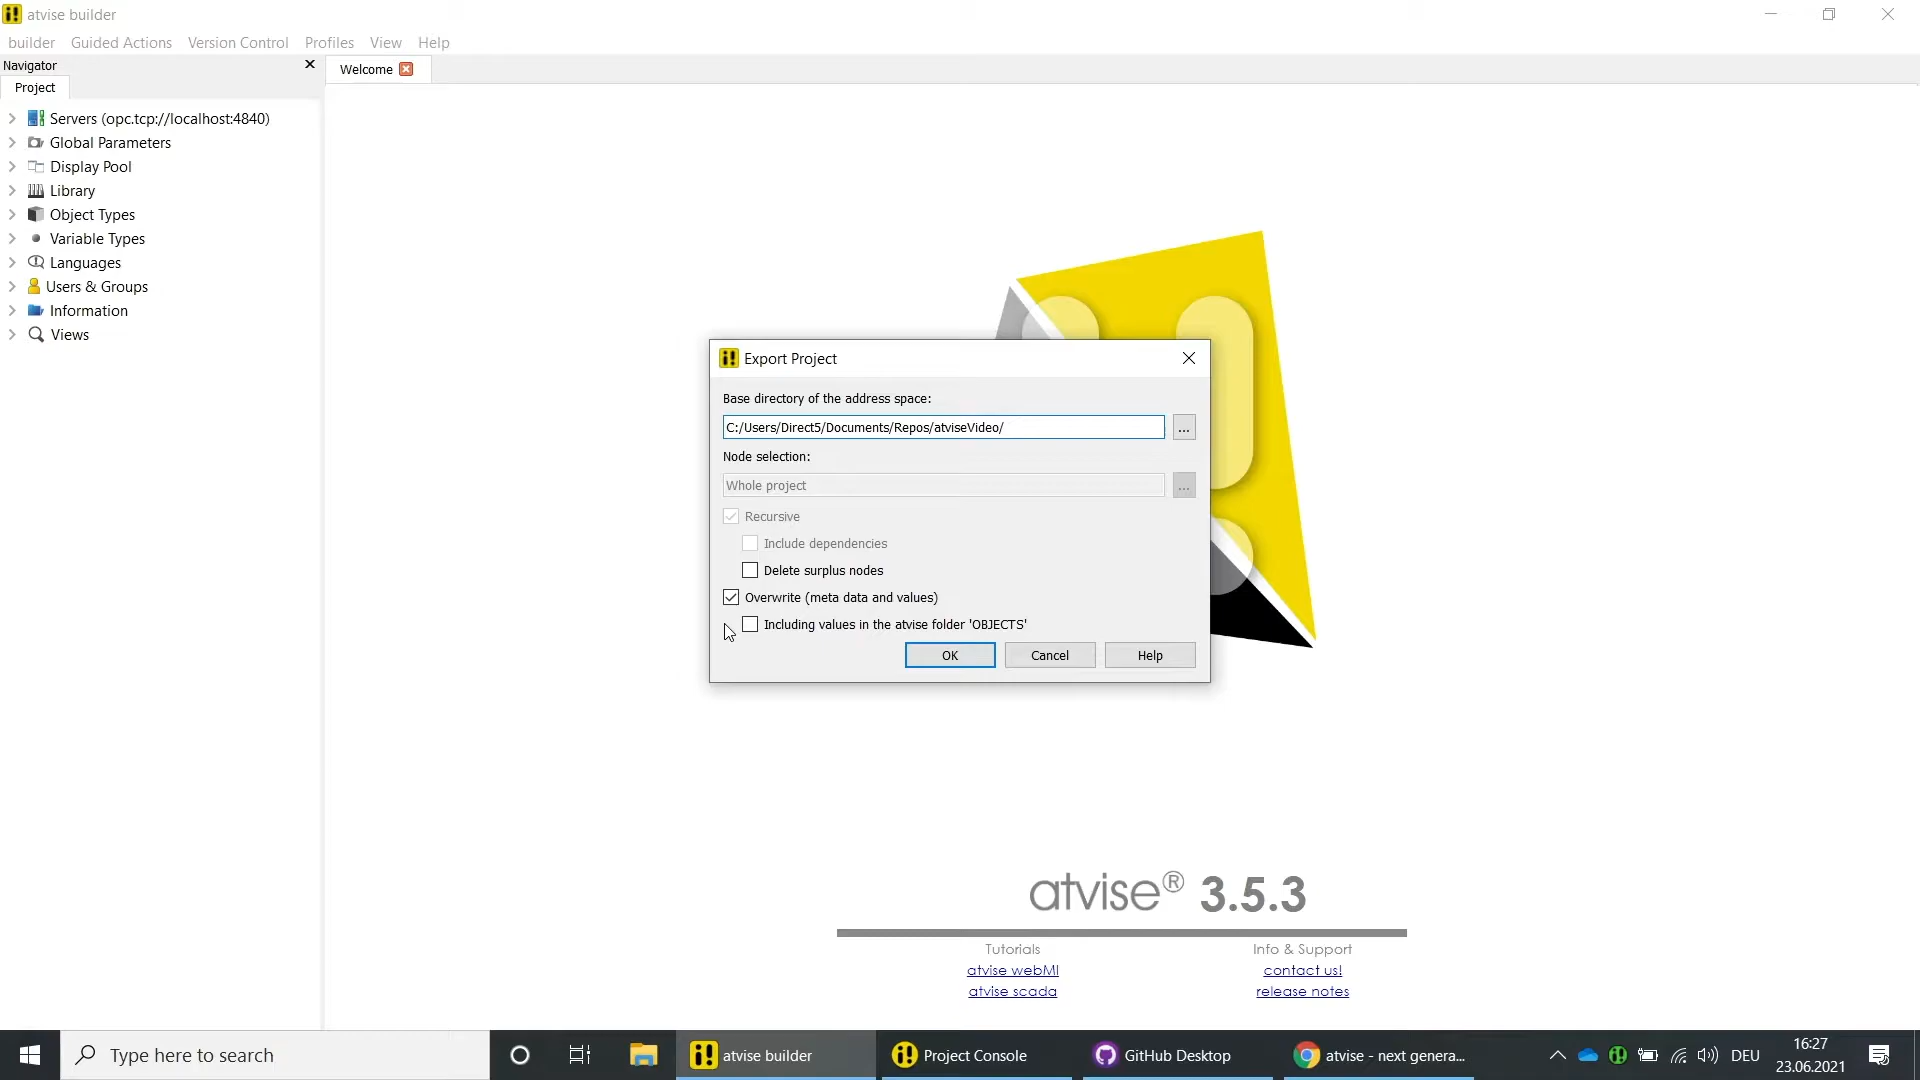 atvise builder
builder Guided Actions Version Control Profiles View Help
Navigator
Project
Welcome
Servers (opc.tcp://localhost:4840)
Global Parameters
Display Pool
Library
Object Types
Variable Types
Languages
Users & Groups
Information
Views
Export Project
Base directory of the address space:
C:/Users/Direct5/Documents/Repos/atviseVideo/
...
Node selection:
Whole project
...
Recursive
Include dependencies
Delete surplus nodes
Overwrite (meta data and values)
Including values in the atvise folder 'OBJECTS'
OK Cancel Help
atvise® 3.5.3
Tutorials Info & Support
atvise webMI contact us!
atvise scada release notes
Type here to search
atvise builder
Project Console
GitHub Desktop
atvise - next genera...
DEU
16:27
23.06.2021